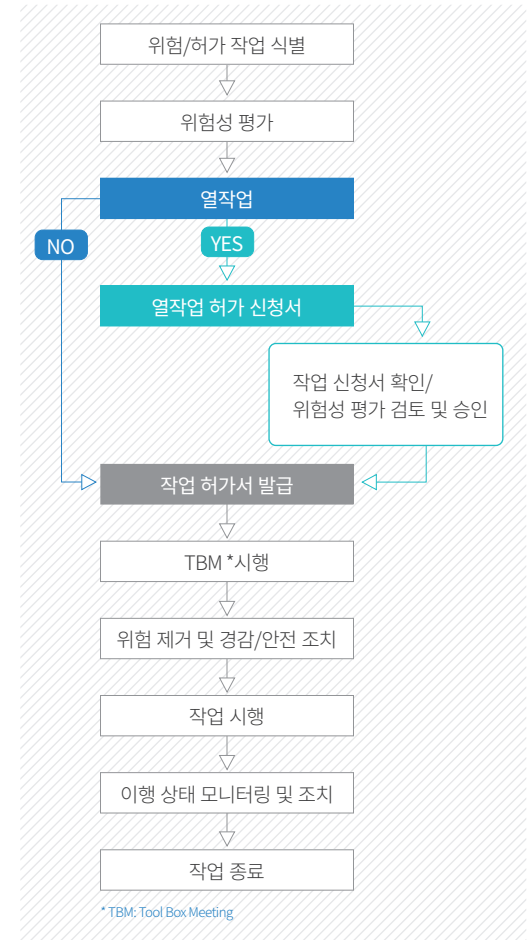 위험/허가 작업 식별
위험성 평가
열작업
NO
YES
열작업 허가 신청서
작업 신청서 확인/
위험성 평가 검토 및 승인
작업 허가서 발급
TBM *시행
위험 제거 및 경감/안전 조치
작업 시행
이행 상태 모니터링 및 조치
작업 종료
* TBM: Tool Box Meeting